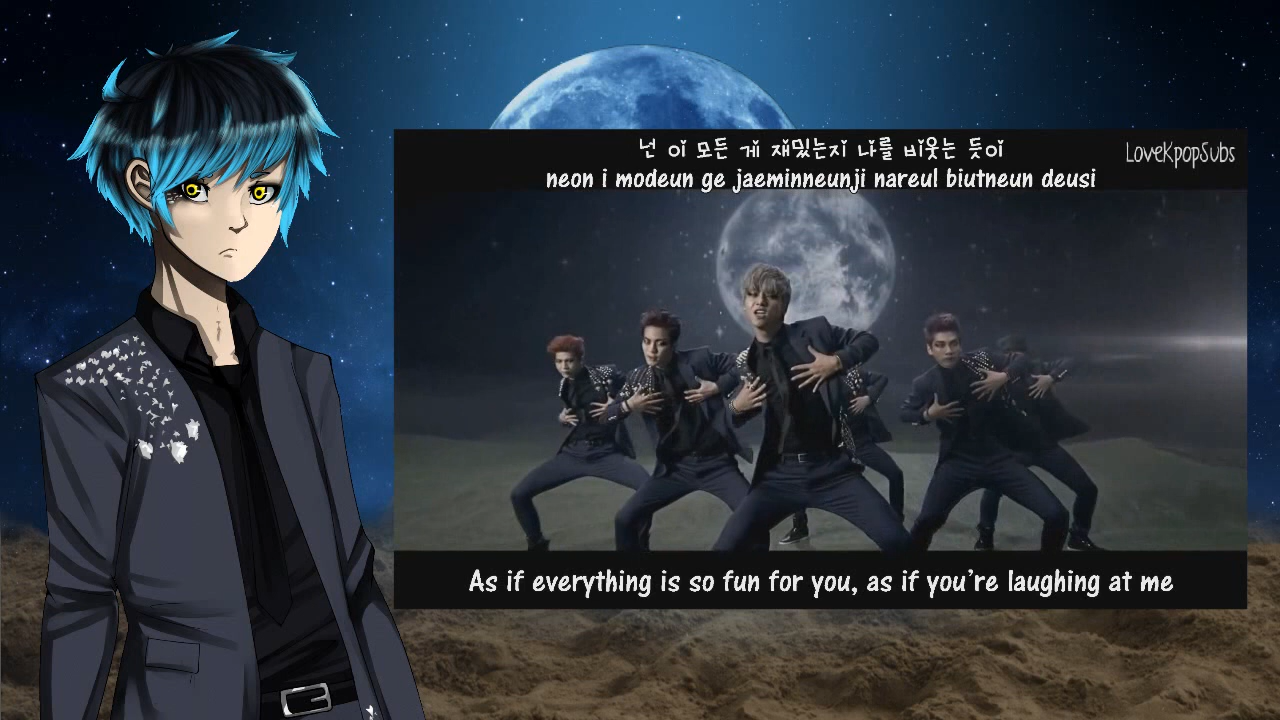 넌 이 모든 게 재밌는지 나를 비웃는 듯이
LoveKpopSubs
neon i modeun ge jaeminneunji nareul biutneun deusi
As if everything is so fun for you, as if you're laughing at me